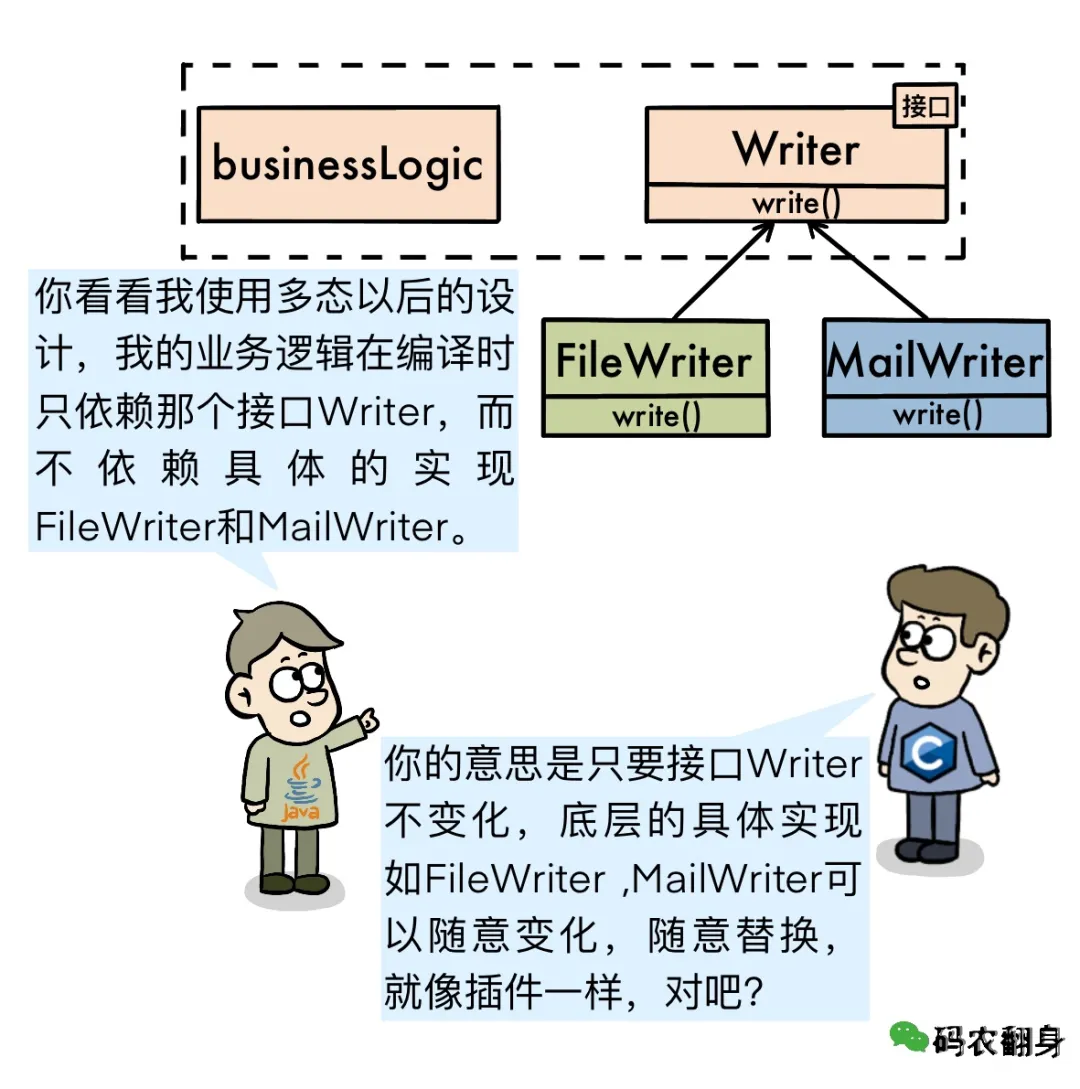 接口
businessLogic
Writer
write()
FileWriter
write()
MailWriter
write()
你看看我使用多态以后的设
计，我的业务逻辑在编译时
只依赖那个接口Writer，而
不依赖具体的实现
FileWriter和MailWriter。
java
C
你的意思是只要接口Writer
不变化，底层的具体实现
如FileWriter ,MailWriter可
以随意变化，随意替换，
就像插件一样，对吧？
码农翻身